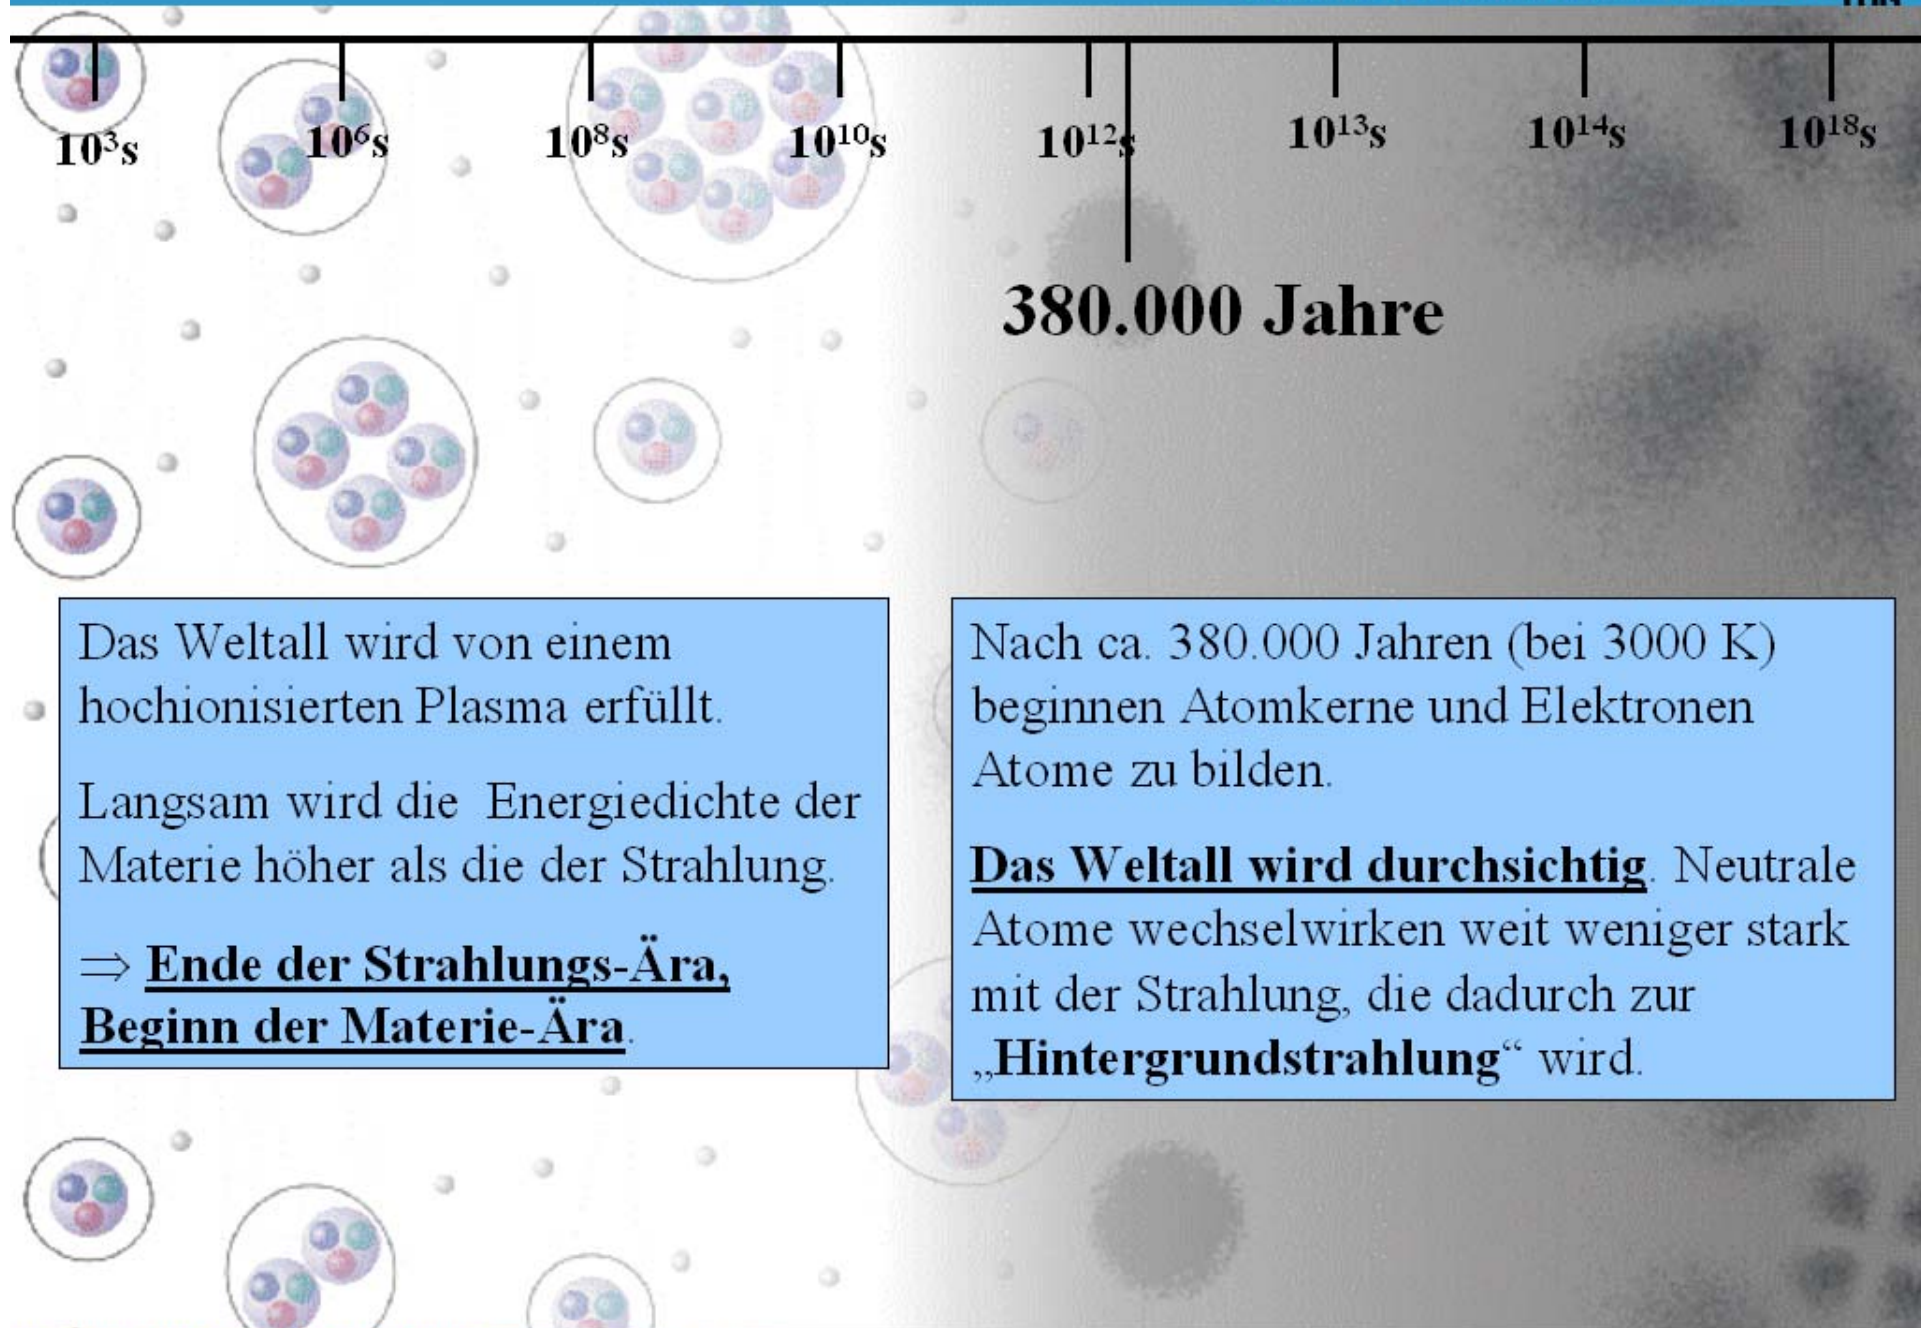 10³s 10⁶s 10⁸s 10¹⁰s 10¹²s 10¹³s 10¹⁴s 10¹⁸s
380.000 Jahre
Das Weltall wird von einem
hochionisierten Plasma erfüllt.
Langsam wird die Energiedichte der
Materie höher als die der Strahlung.
⇒ Ende der Strahlungs-Ära,
Beginn der Materie-Ära.
Nach ca. 380.000 Jahren (bei 3000 K)
beginnen Atomkerne und Elektronen
Atome zu bilden.
Das Weltall wird durchsichtig. Neutrale
Atome wechselwirken weit weniger stark
mit der Strahlung, die dadurch zur
„Hintergrundstrahlung“ wird.